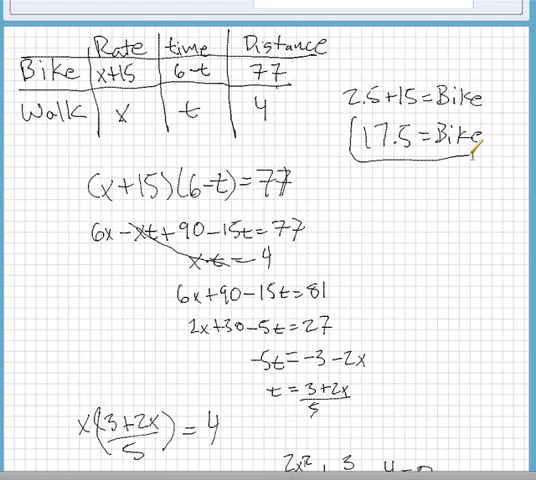 Rate time Distance
Bike x+15 6-t 77
Walk x t 4
2.5+15=Bike
17.5=Bike
(x+15)(6-t)=77
6x-xt+90-15t=77
x·t=4
6x+90-15t=81
2x+30-5t=27
-5t=-3-2x
t=3+2x
5
x(3+2x)=4
5
2x² 3